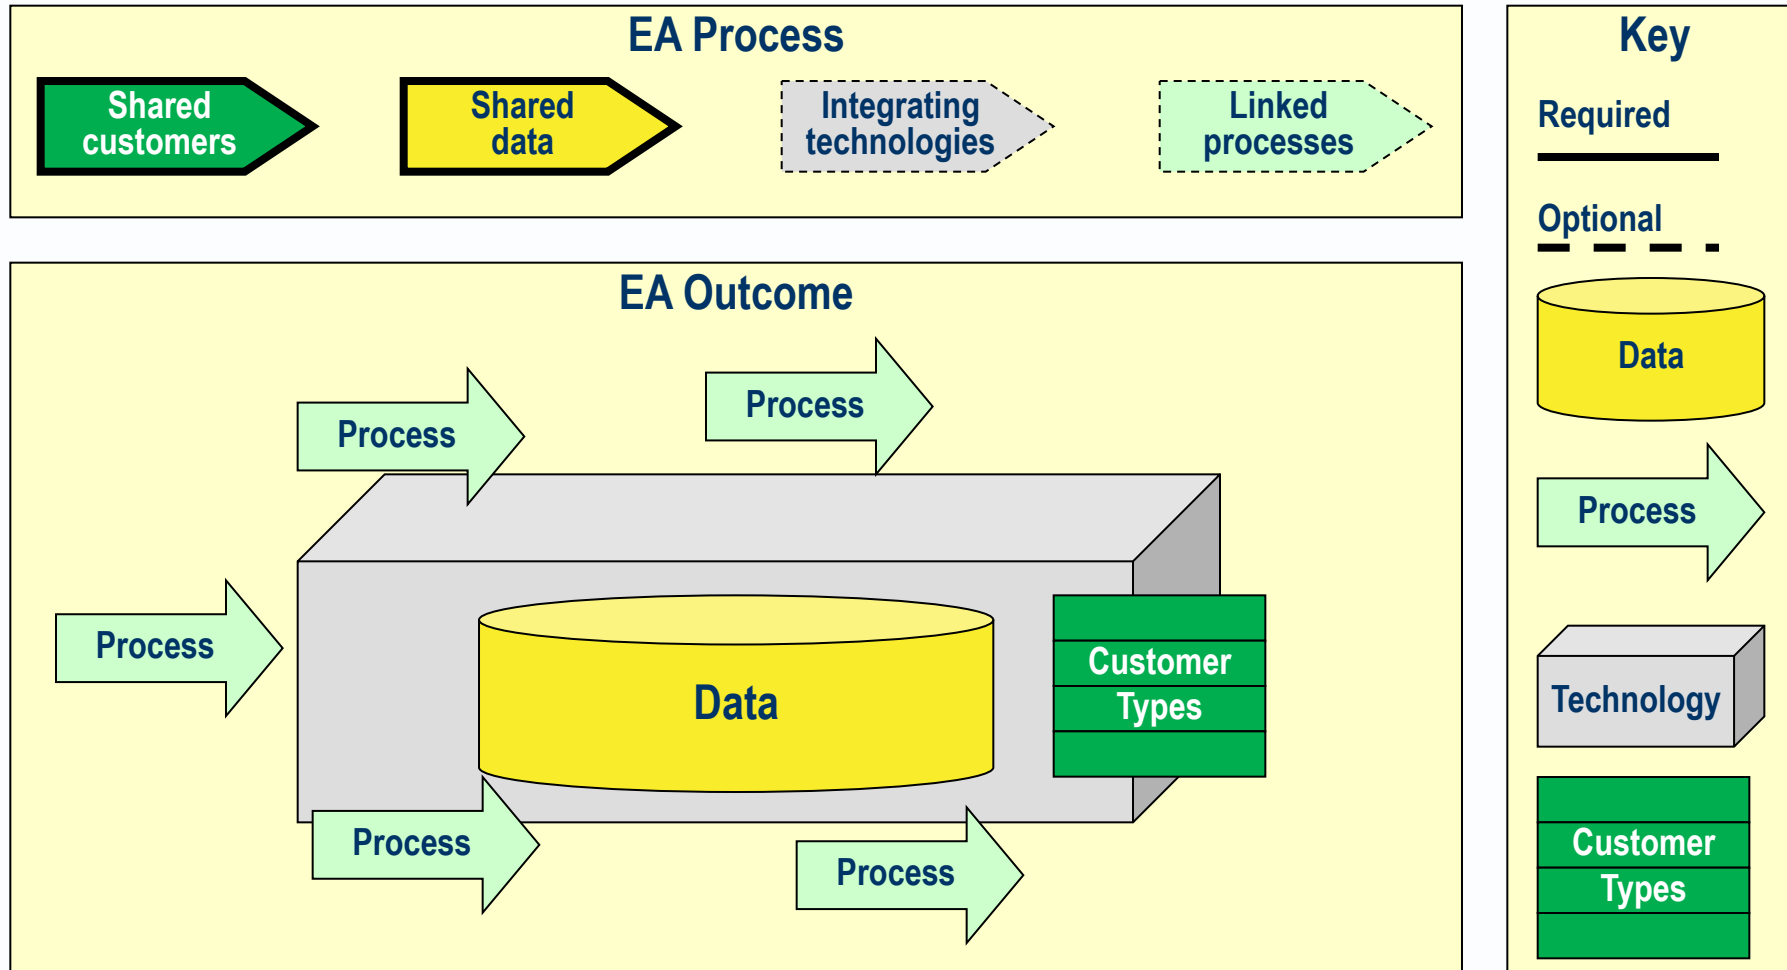 EA Process
Shared
customers
Shared
data
Integrating
technologies
Linked
processes
EA Outcome
Process
Process
Process
Data
Customer
Types
Process
Process
Key
Required
Optional
Data
Process
Technology
Customer
Types